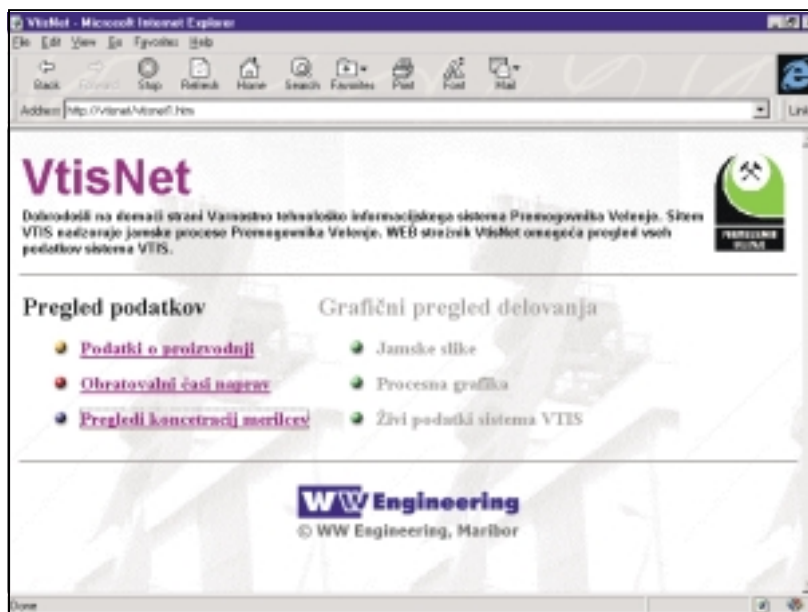 VtisNet - Microsoft Internet Explorer
File Edit View Go Favorites Help
Back Forward Stop Refresh Home Search Favorites Print Font Mail
Address http://vtisnet/vtisnet1.htm Links
VtisNet
Dobrodošli na domači strani Varnostno tehnološko informacijskega sistema Premogovnika Velenje. Sitem
VTIS nadzoruje jamske procese Premogovnika Velenje. WEB strežnik VtisNet omogoča pregled vseh
podatkov sistema VTIS.
PREMOGOVNIK
VELENJE
Pregled podatkov
Podatki o proizvodnji
Obratovalni časi naprav
Pregledi koncetracij merilcev
Grafični pregled delovanja
Jamske slike
Procesna grafika
Živi podatki sistema VTIS
WW Engineering
© WW Engineering, Maribor
Done